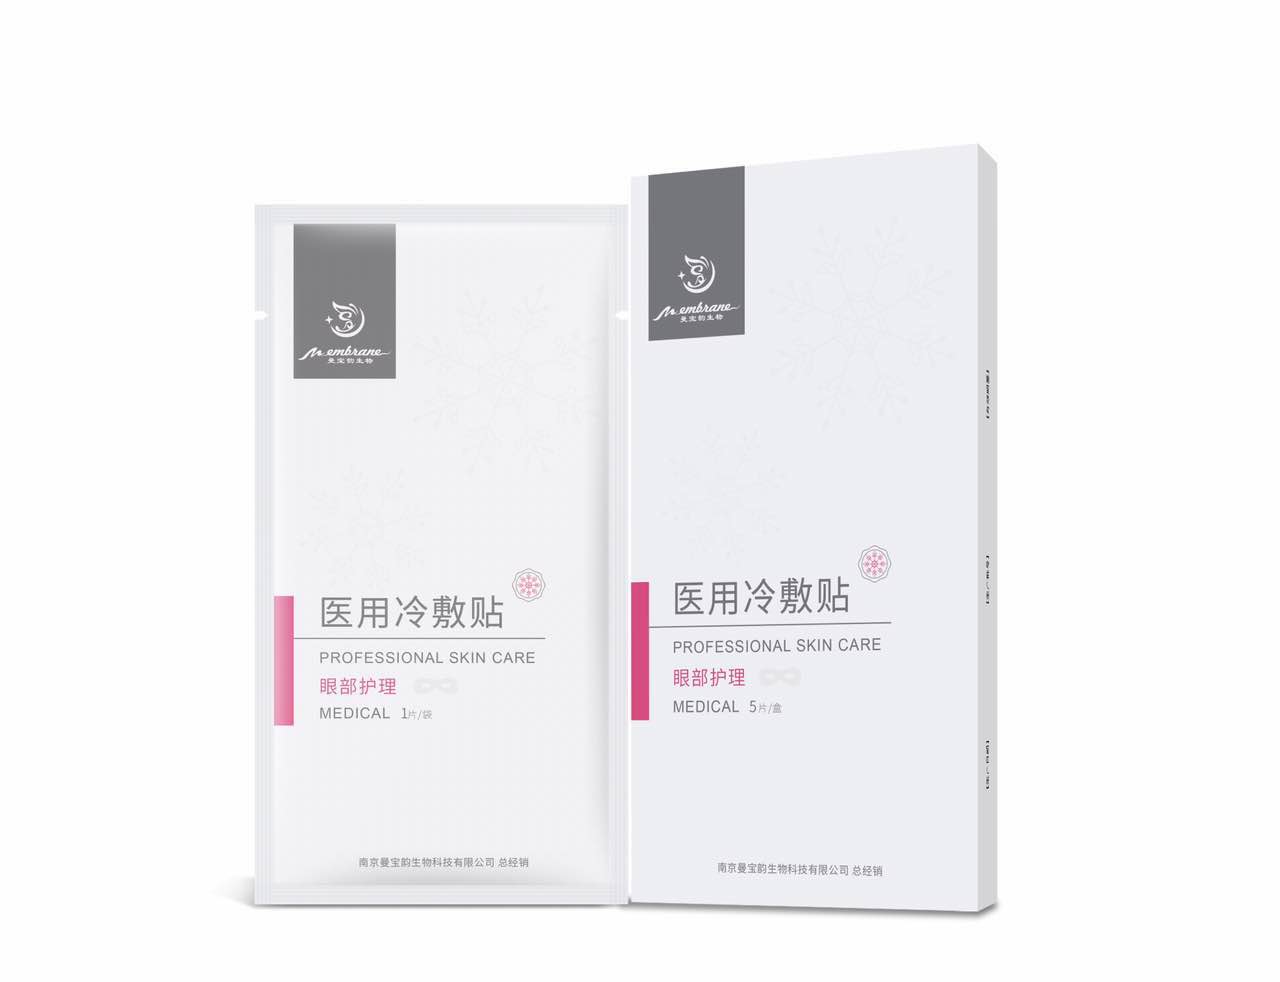 Membrane
曼宝韵生物
医用冷敷贴
PROFESSIONAL SKIN CARE
眼部护理
MEDICAL 1片/袋
南京曼宝韵生物科技有限公司 总经销
Membrane
曼宝韵生物
医用冷敷贴
PROFESSIONAL SKIN CARE
眼部护理
MEDICAL 5片/盒
南京曼宝韵生物科技有限公司 总经销